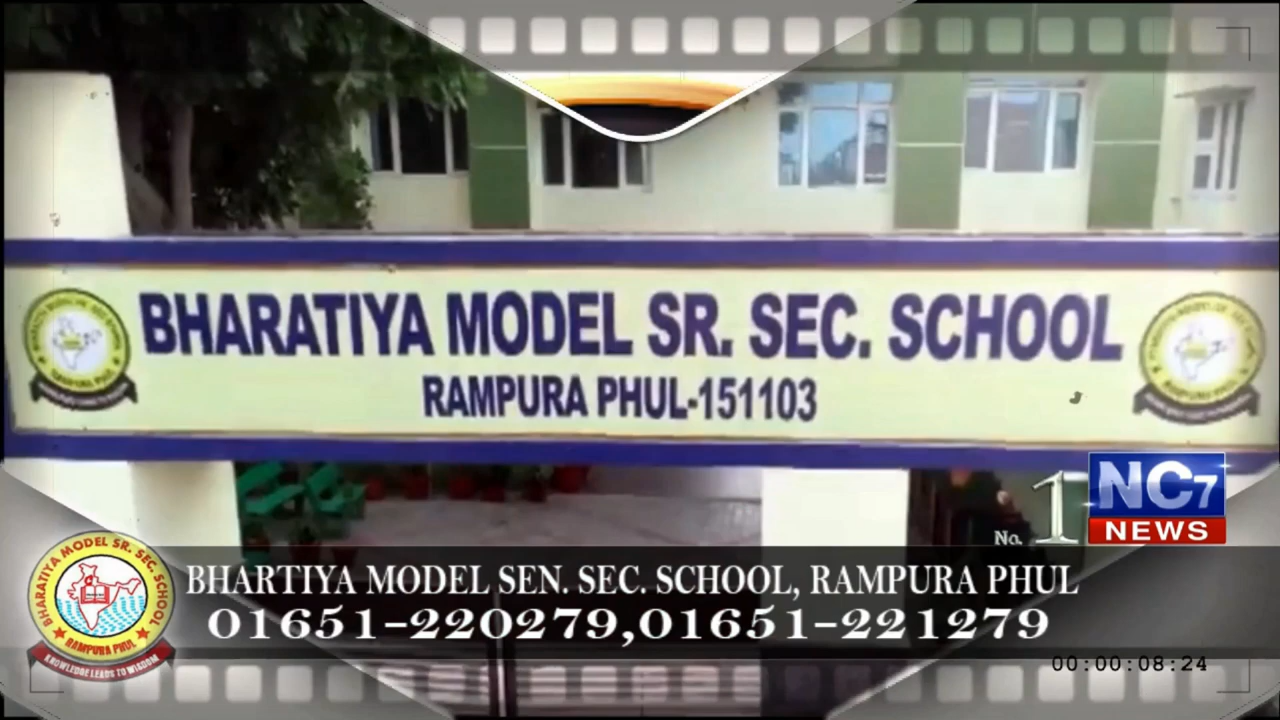 BHARATIYA MODEL SR. SEC. SCHOOL
RAMPURA PHUL-151103
No. 1
NC7
NEWS
BHARATIYA MODEL SR. SEC. SCHOOL
RAMPURA PHUL
KNOWLEDGE LEADS TO WISDOM
BHARTIYA MODEL SEN. SEC. SCHOOL, RAMPURA PHUL
01651-220279,01651-221279
00:00:08:24